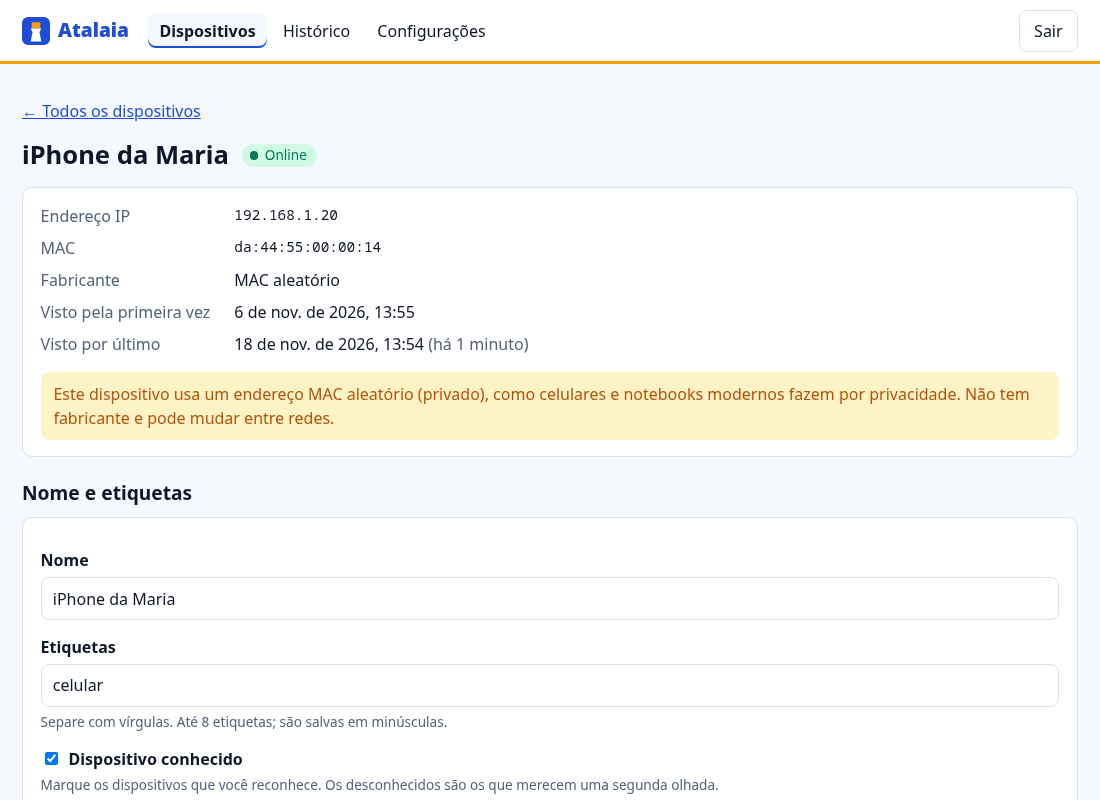 Atalaia Dispositivos Histórico Configurações Sair
← Todos os dispositivos
iPhone da Maria Online
Endereço IP 192.168.1.20
MAC da:44:55:00:00:14
Fabricante MAC aleatório
Visto pela primeira vez 6 de nov. de 2026, 13:55
Visto por último 18 de nov. de 2026, 13:54 (há 1 minuto)
Este dispositivo usa um endereço MAC aleatório (privado), como celulares e notebooks modernos fazem por privacidade. Não tem
fabricante e pode mudar entre redes.
Nome e etiquetas
Nome
iPhone da Maria
Etiquetas
celular
Separe com vírgulas. Até 8 etiquetas; são salvas em minúsculas.
Dispositivo conhecido
Marque os dispositivos que você reconhece. Os desconhecidos são os que merecem uma segunda olhada.